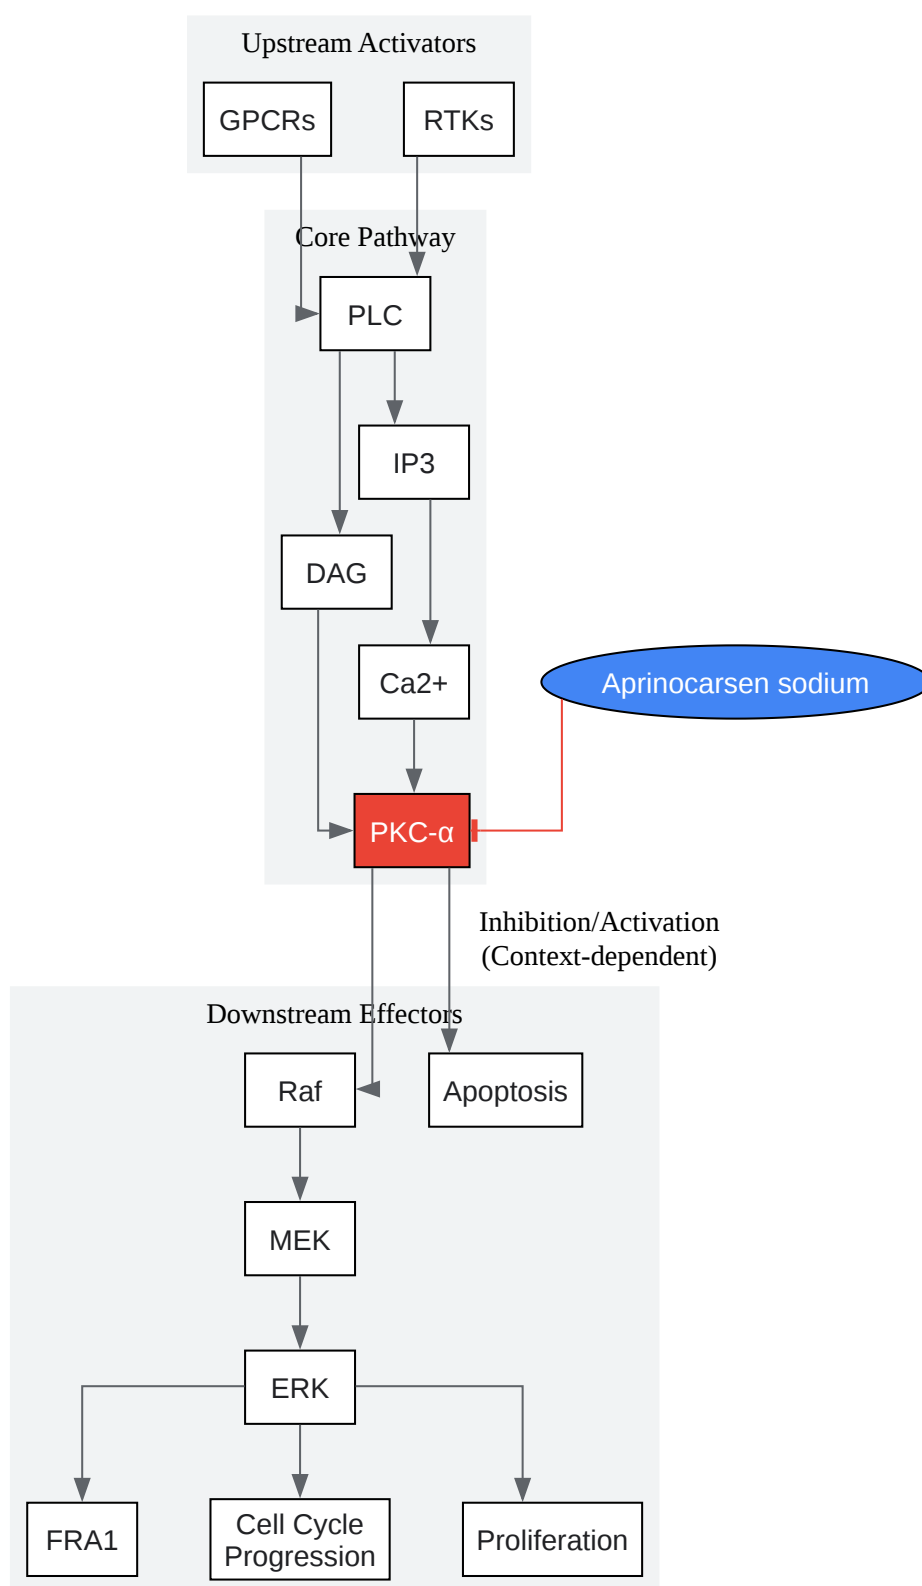 Upstream Activators
GPCRs
RTKs
Core Pathway
PLC
IP3
DAG
Ca2+
Aprinocarsen sodium
PKC-α
Inhibition/Activation
(Context-dependent)
Downstream Effectors
Raf
Apoptosis
MEK
ERK
FRA1
Cell Cycle
Progression
Proliferation